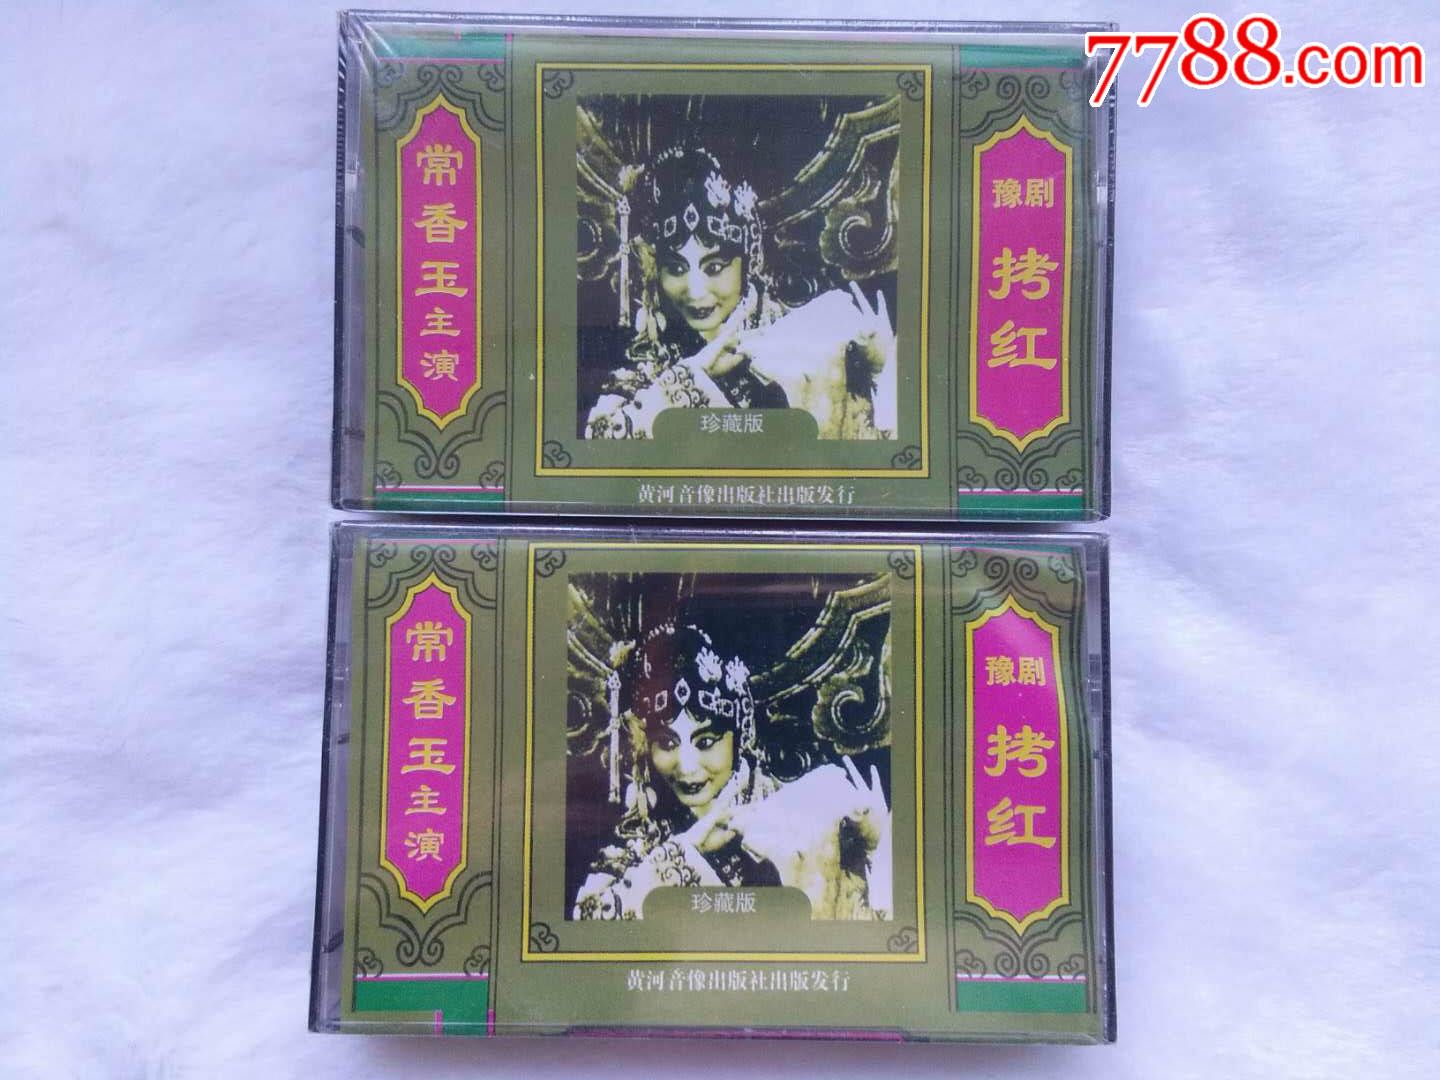 7788.com
常香玉主演
豫剧
拷红
珍藏版
黄河音像出版社出版发行
常香玉主演
豫剧
拷红
珍藏版
黄河音像出版社出版发行